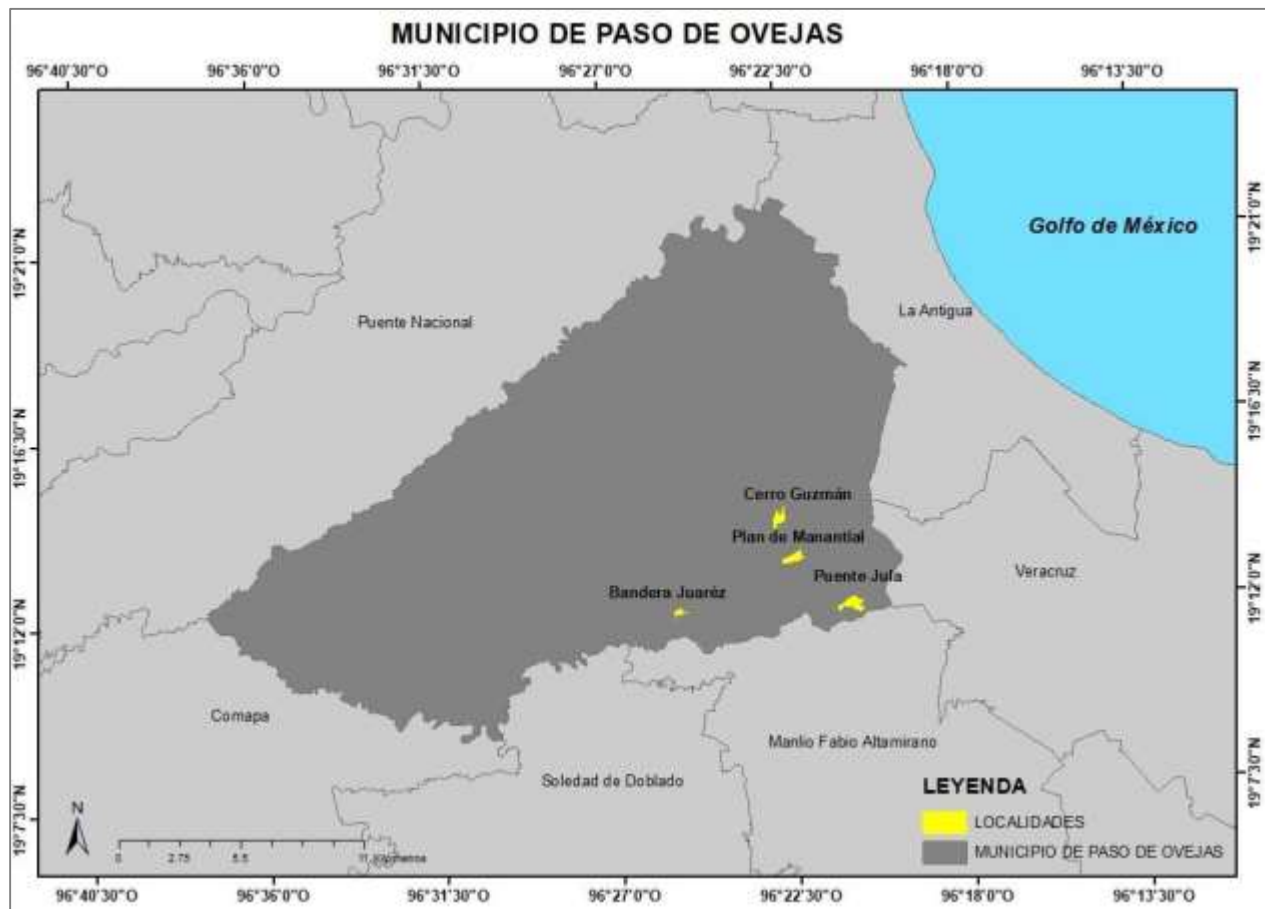 MUNICIPIO DE PASO DE OVEJAS
96°40'30"O 96°36'0"O 96°31'30"O 96°27'0"O 96°22'30"O 96°18'0"O 96°13'30"O
19°21'0"N
19°21'0"N
Golfo de México
La Antigua
Puente Nacional
19°16'30"N
19°16'30"N
Cerro Guzmán
Plan de Manantial
Puente Jula
Veracruz
Bandera Juaréz
19°12'0"N
19°12'0"N
Comapa
Manlio Fabio Altamirano
Soledad de Doblado
19°7'30"N
19°7'30"N
LEYENDA
LOCALIDADES
MUNICIPIO DE PASO DE OVEJAS
N
0 2.75 5.5 11
96°40'30"O 96°36'0"O 96°31'30"O 96°27'0"O 96°22'30"O 96°18'0"O 96°13'30"O